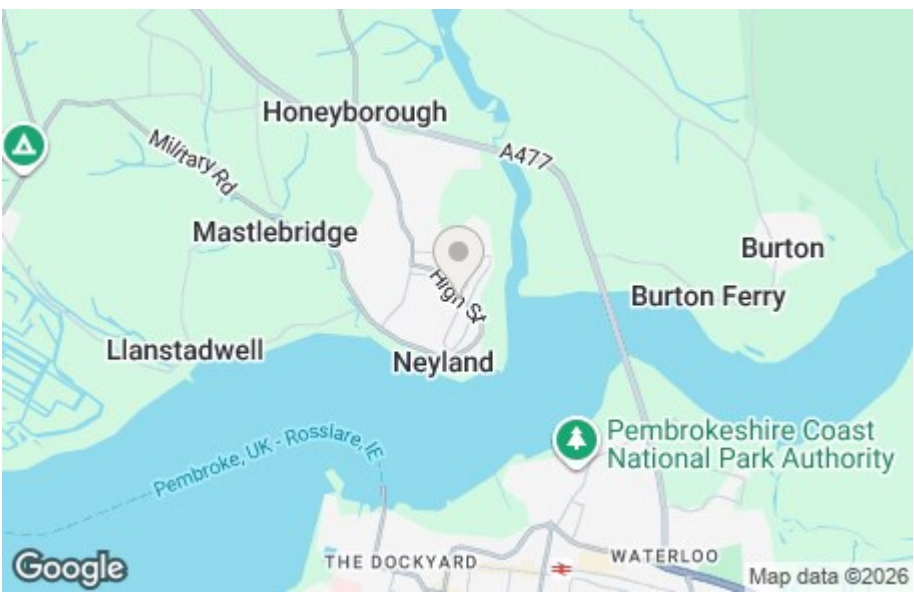 Honeyborough
A477
Military Rd
Mastlebridge
Burton
High St
Burton Ferry
Llanstadwell
Neyland
Pembrokeshire Coast
National Park Authority
Pembroke, UK - Rosslare, IE
THE DOCKYARD
WATERLOO
Google
Map data ©2026